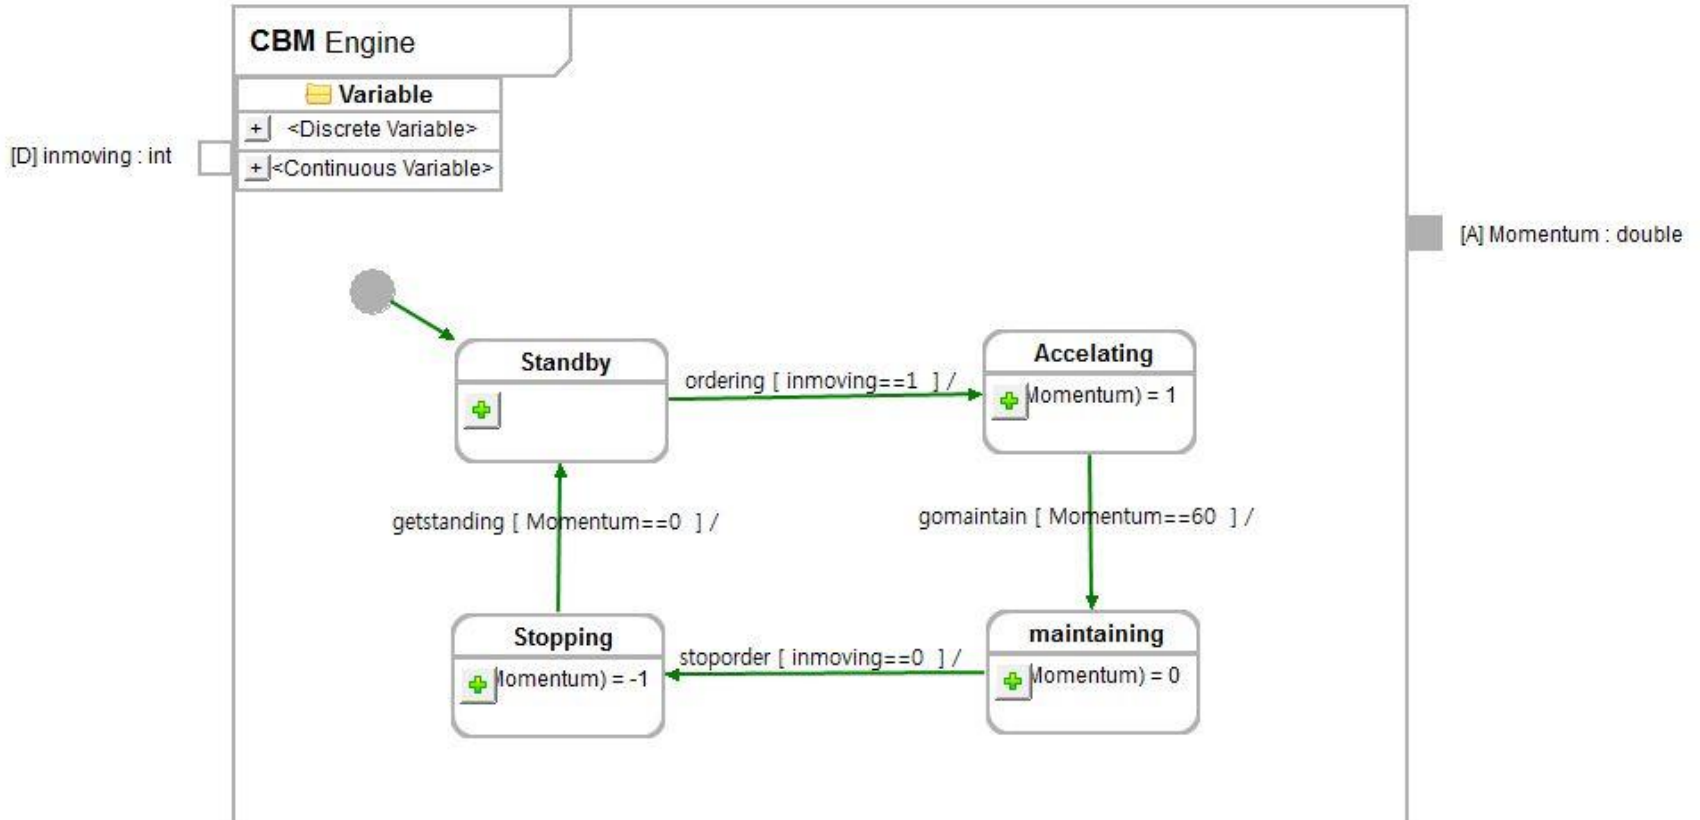 CBM Engine
Variable
+ <Discrete Variable>
+ <Continuous Variable>
[D] inmoving : int
[A] Momentum : double
Standby
ordering [ inmoving==1 ] /
Accelating
Momentum) = 1
getstanding [ Momentum==0 ] /
gomaintain [ Momentum==60 ] /
Stopping
lomentum) = -1
stoporder [ inmoving==0 ] /
maintaining
Momentum) = 0